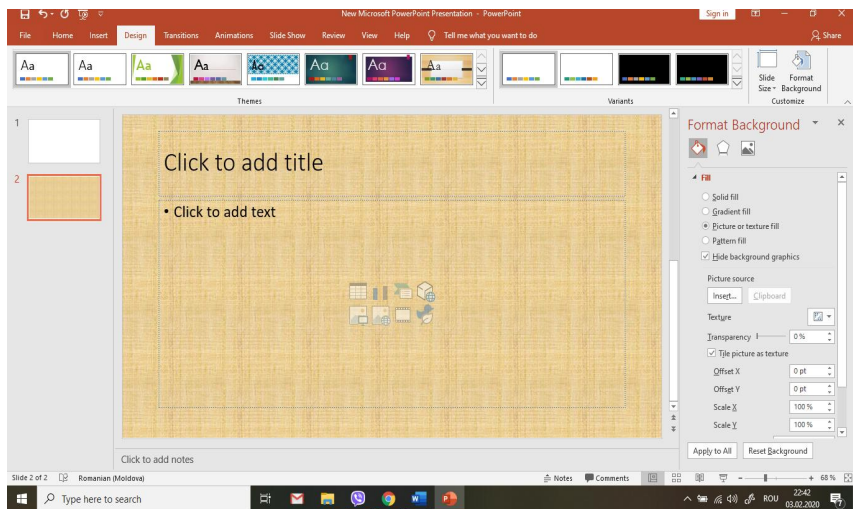 New Microsoft PowerPoint Presentation - PowerPoint
Sign in
File Home Insert Design Transitions Animations Slide Show Review View Help Tell me what you want to do
Share
Aa Aa Aa Aa Aa Aa Aa Aa
Slide Size
Format Background
Themes
Variants
Customize
1
2
Click to add title
• Click to add text
Click to add notes
Format Background
Fill
Solid fill
Gradient fill
Picture or texture fill
Pattern fill
Hide background graphics
Picture source
Insert... Clipboard
Texture
Transparency 0 %
Tile picture as texture
Offset X 0 pt
Offset Y 0 pt
Scale X 100 %
Scale Y 100 %
Apply to All Reset Background
Slide 2 of 2 Romanian (Moldova) Notes Comments 68 %
Type here to search
ROU
22:42
03.02.2020
7